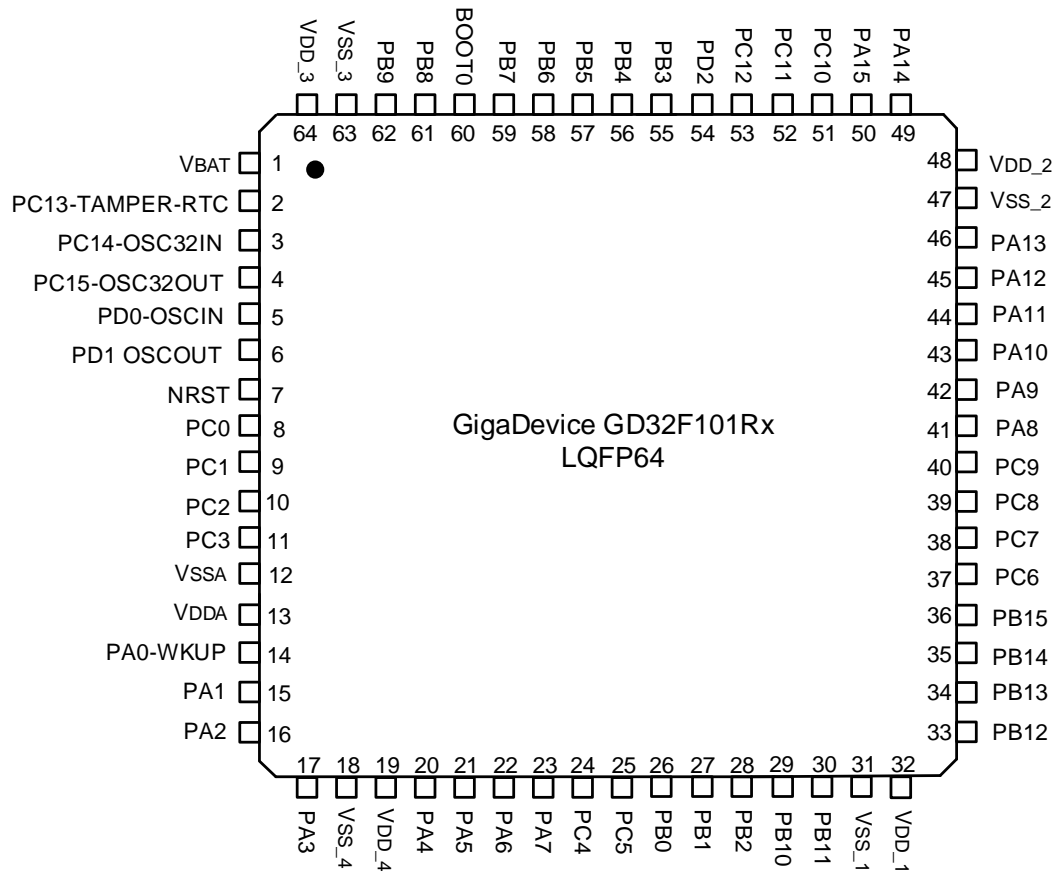 VDD_3
VSS_3
PB9
PB8
BOOT0
PB7
PB6
PB5
PB4
PB3
PD2
PC12
PC11
PC10
PA15
PA14
64 63 62 61 60 59 58 57 56 55 54 53 52 51 50 49
VBAT 1
PC13-TAMPER-RTC 2
PC14-OSC32IN 3
PC15-OSC32OUT 4
PD0-OSCIN 5
PD1 OSCOUT 6
NRST 7
PC0 8
PC1 9
PC2 10
PC3 11
VSSA 12
VDDA 13
PA0-WKUP 14
PA1 15
PA2 16
GigaDevice GD32F101Rx
LQFP64
48 VDD_2
47 VSS_2
46 PA13
45 PA12
44 PA11
43 PA10
42 PA9
41 PA8
40 PC9
39 PC8
38 PC7
37 PC6
36 PB15
35 PB14
34 PB13
33 PB12
17 18 19 20 21 22 23 24 25 26 27 28 29 30 31 32
PA3
VSS_4
VDD_4
PA4
PA5
PA6
PA7
PC4
PC5
PB0
PB1
PB2
PB10
PB11
VSS_1
VDD_1